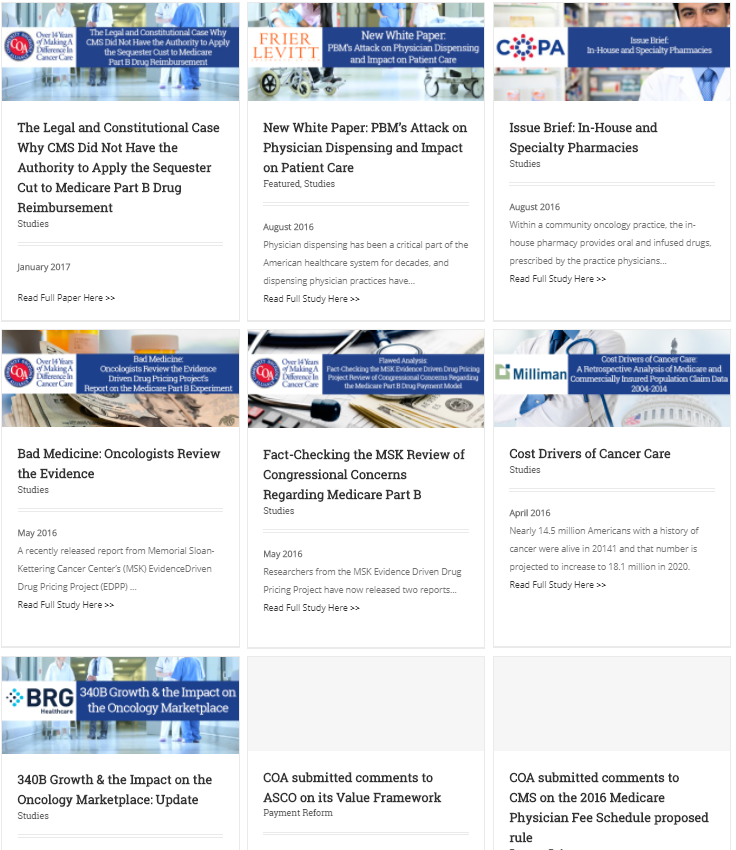 Over 14 Years
of Making A
Difference In
Cancer Care
COA
The Legal and Constitutional Case Why
CMS Did Not Have the Authority to Apply
the Sequester Cust to Medicare
Part B Drug Reimbursement
The Legal and Constitutional Case
Why CMS Did Not Have the
Authority to Apply the Sequester
Cut to Medicare Part B Drug
Reimbursement
Studies
January 2017
Read Full Paper Here >>
FRIER
LEVITT
New White Paper:
PBM's Attack on Physician Dispensing
and Impact on Patient Care
New White Paper: PBM's Attack on
Physician Dispensing and Impact
on Patient Care
Featured, Studies
August 2016
Physician dispensing has been a critical part of the
American healthcare system for decades, and
dispensing physician practices have...
Read Full Study Here >>
COPA
Issue Brief:
In-House and Specialty Pharmacies
Issue Brief: In-House and
Specialty Pharmacies
Studies
August 2016
Within a community oncology practice, the in-
house pharmacy provides oral and infused drugs,
prescribed by the practice physicians...
Read Full Study Here >>
COA
Over 14 Years
of Making A
Difference In
Cancer Care
Bad Medicine:
Oncologists Review the Evidence
Driven Drug Pricing Project's
Report on the Medicare Part B Experiment
Bad Medicine: Oncologists Review
the Evidence
Studies
May 2016
A recently released report from Memorial Sloan-
Kettering Cancer Center's (MSK) EvidenceDriven
Drug Pricing Project (EDPP) ...
Read Full Study Here >>
COA
Over 14 Years
of Making A
Difference In
Cancer Care
Flawed Analysis:
Fact-Checking the MSK Evidence Driven Drug Pricing
Project Review of Congressional Concerns Regarding
the Medicare Part B Drug Payment Model
Fact-Checking the MSK Review of
Congressional Concerns
Regarding Medicare Part B
Studies
May 2016
Researchers from the MSK Evidence Driven Drug
Pricing Project have now released two reports...
Read Full Study Here >>
Milliman
Cost Drivers of Cancer Care:
A Retrospective Analysis of Medicare and
Commercially Insured Population Claim Data
2004-2014
Cost Drivers of Cancer Care
Studies
April 2016
Nearly 14.5 million Americans with a history of
cancer were alive in 20141 and that number is
projected to increase to 18.1 million in 2020.
Read Full Study Here >>
BRG
Healthcare
340B Growth & the Impact on
the Oncology Marketplace
340B Growth & the Impact on the
Oncology Marketplace: Update
Studies
COA submitted comments to
ASCO on its Value Framework
Payment Reform
COA submitted comments to
CMS on the 2016 Medicare
Physician Fee Schedule proposed
rule